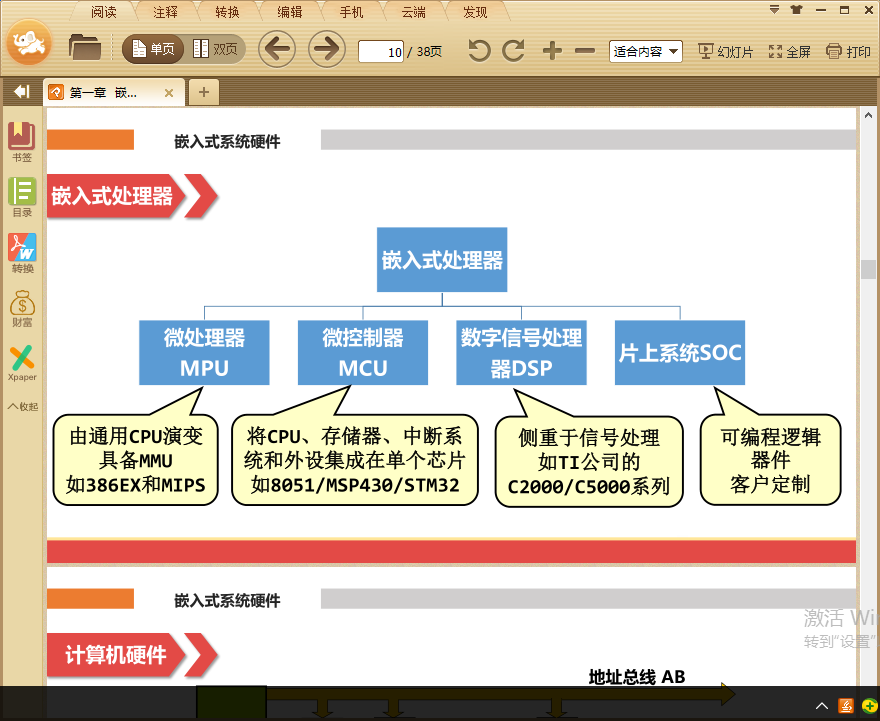 阅读 注释 转换 编辑 手机 云端 发现
单页 双页 10 / 38页 适合内容 幻灯片 全屏 打印
第一章 嵌...
书签
目录
转换
财富
Xpaper
收起
嵌入式系统硬件
嵌入式处理器
嵌入式处理器
微处理器
MPU
微控制器
MCU
数字信号处理
器DSP
片上系统SOC
由通用CPU演变
具备MMU
如386EX和MIPS
将CPU、存储器、中断系
统和外设集成在单个芯片
如8051/MSP430/STM32
侧重于信号处理
如TI公司的
C2000/C5000系列
可编程逻辑
器件
客户定制
嵌入式系统硬件
计算机硬件
地址总线 AB
激活 Wi
转到"设置"